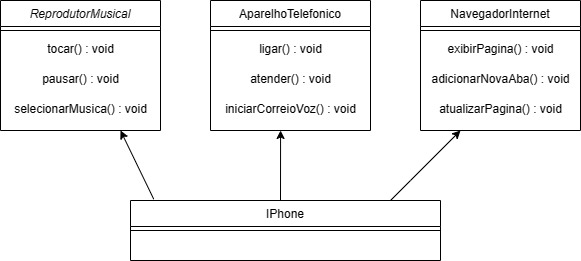 ReprodutorMusical
tocar() : void
pausar() : void
selecionarMusica() : void
AparelhoTelefonico
ligar() : void
atender() : void
iniciarCorreioVoz() : void
NavegadorInternet
exibirPagina() : void
adicionarNovaAba() : void
atualizarPagina() : void
IPhone